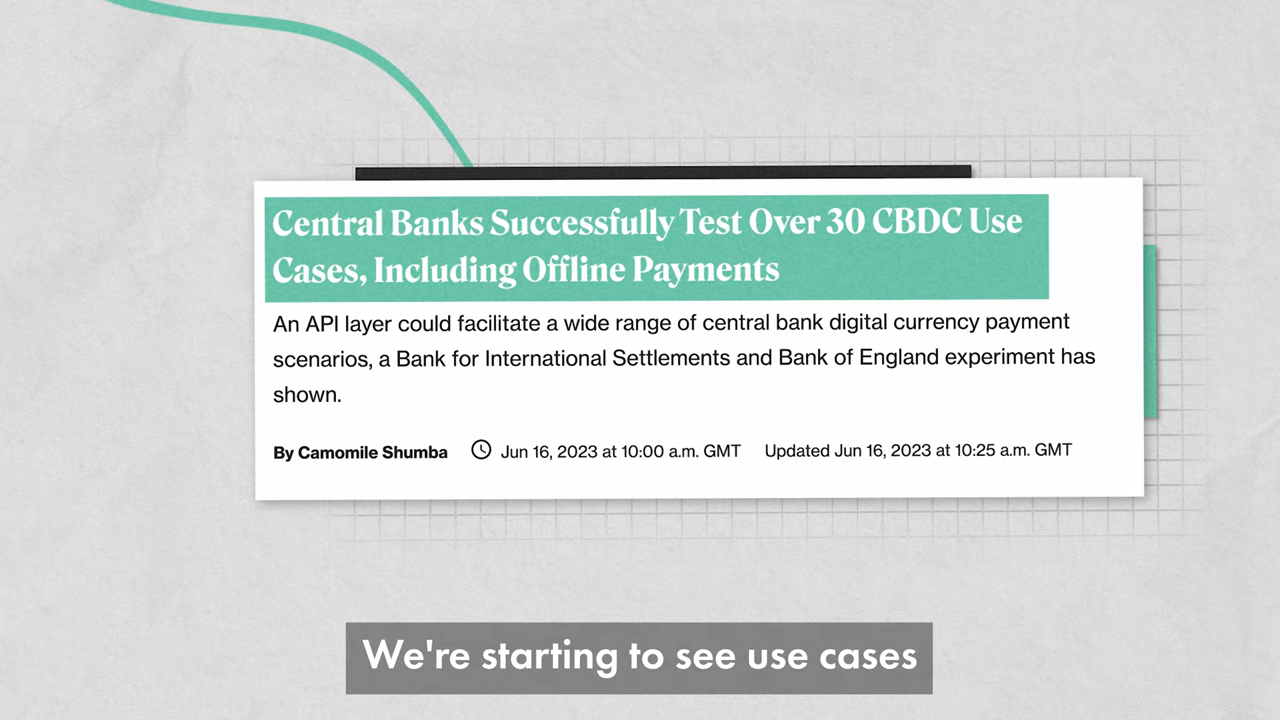 Central Banks Successfully Test Over 30 CBDC Use
Cases, Including Offline Payments
An API layer could facilitate a wide range of central bank digital currency payment
scenarios, a Bank for International Settlements and Bank of England experiment has
shown.
By Camomile Shumba Jun 16, 2023 at 10:00 a.m. GMT Updated Jun 16, 2023 at 10:25 a.m. GMT
We're starting to see use cases